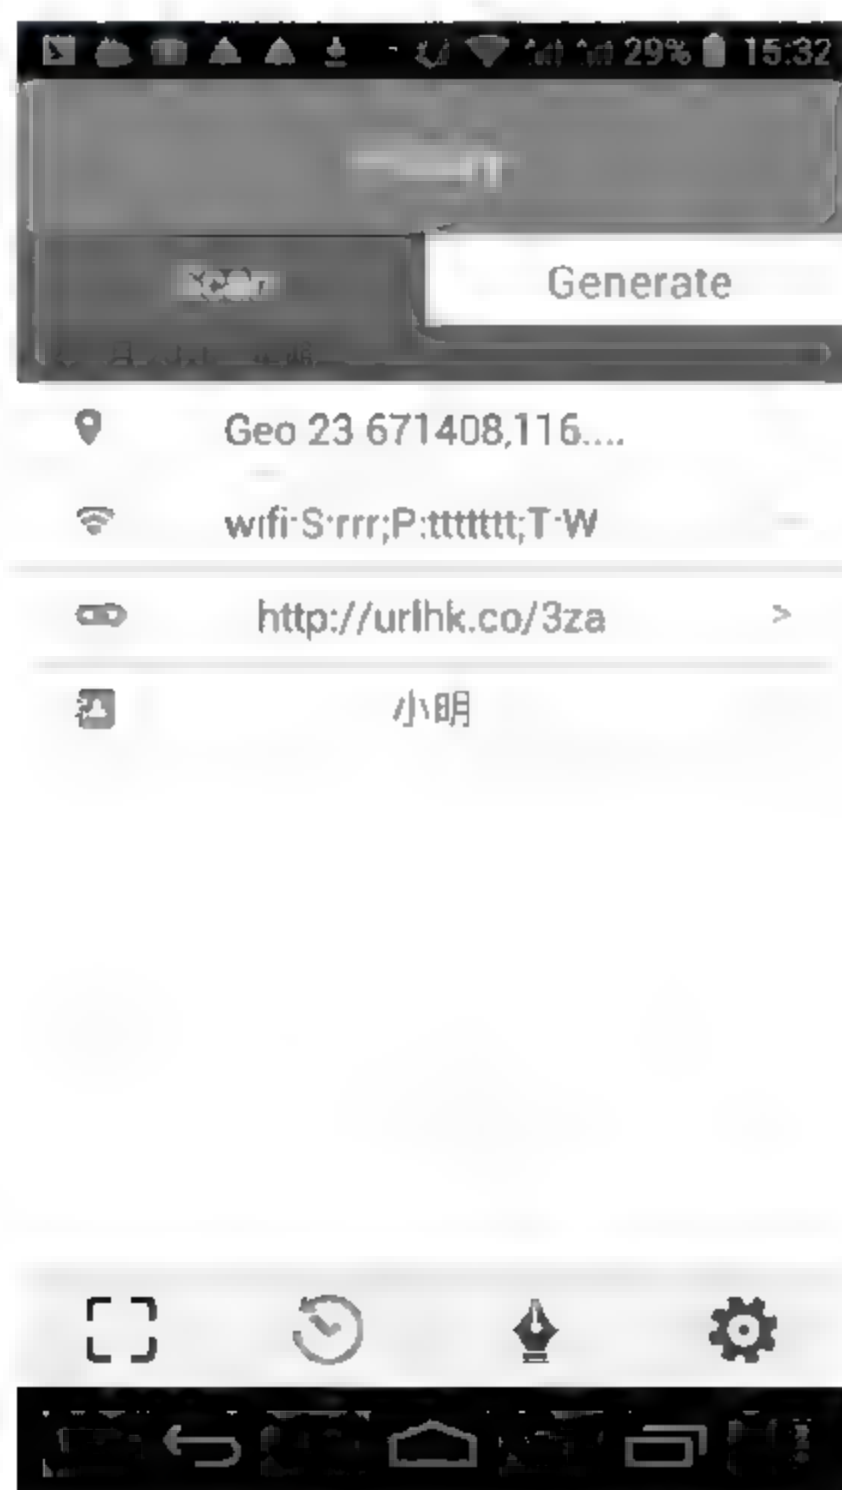 29% 15:32
Generate
Geo 23 671408,116....
wifi:S:rrr;P:ttttttt;T:W
http://urlhk.co/3za >
小明